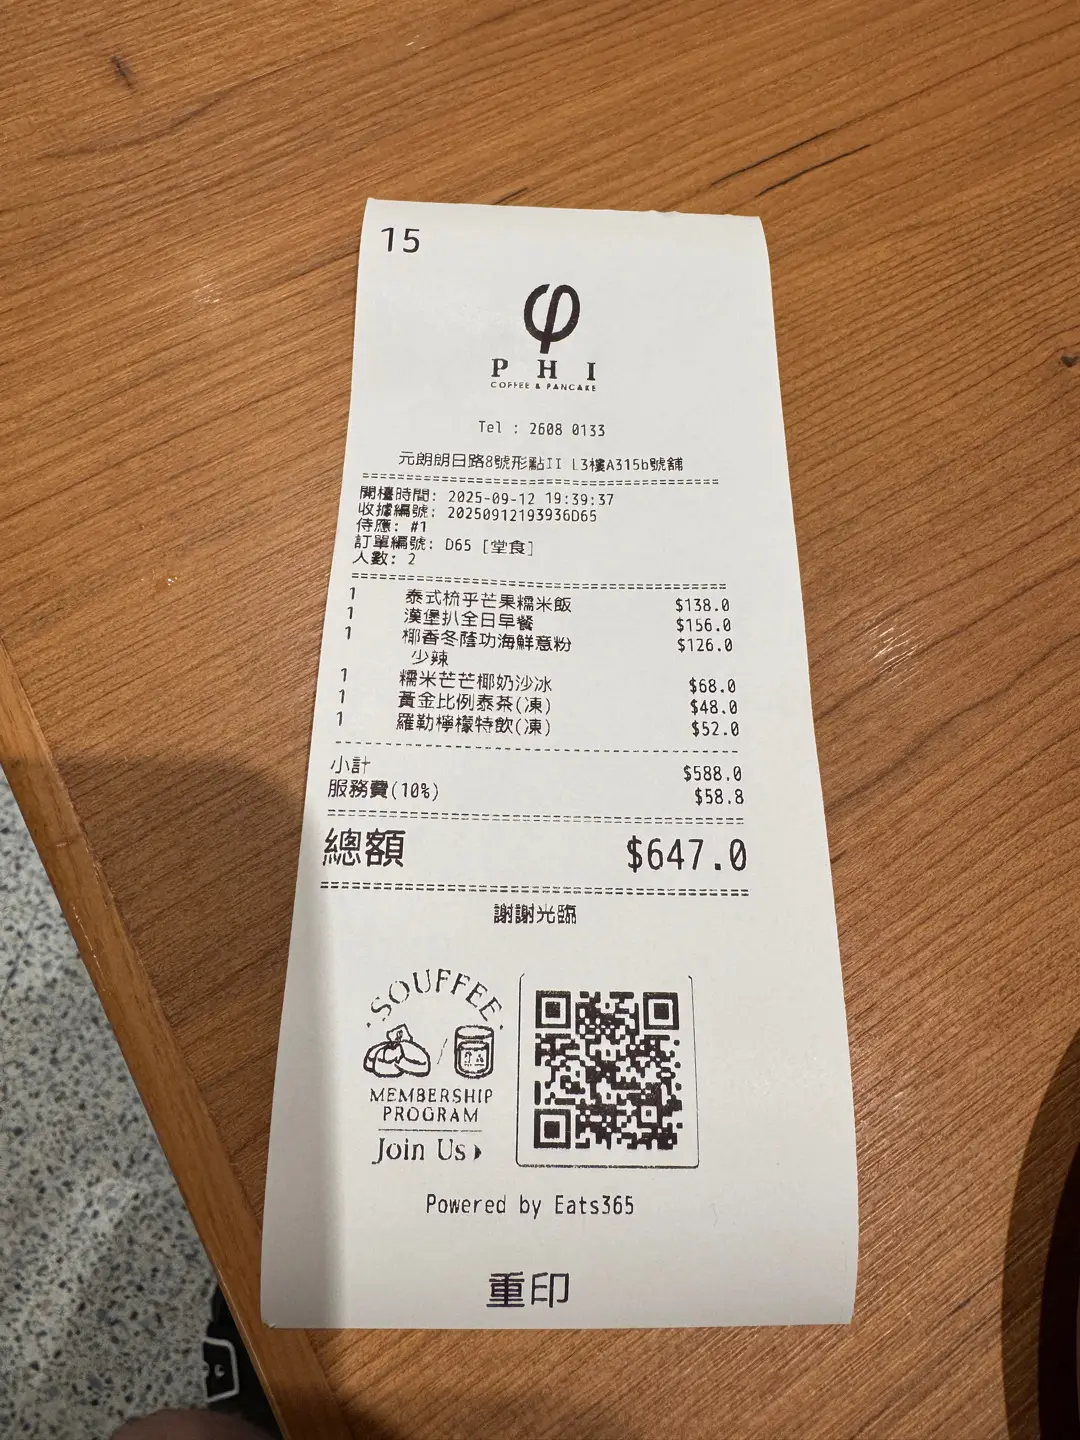 15
φ
PHI
COFFEE & PANCAKE
Tel : 2608 0133
元朗朗日路8號形點II L3樓A315b號舖
開檯時間: 2025-09-12 19:39:37
收據編號: 20250912193936D65
侍應: #1
訂單編號: D65 [堂食]
人數: 2
1 泰式梳乎芒果糯米飯 $138.0
1 漢堡扒全日早餐 $156.0
1 椰香冬蔭功海鮮意粉 $126.0
少辣
1 糯米芒芒椰奶沙冰 $68.0
1 黃金比例泰茶(凍) $48.0
1 羅勒檸檬特飲(凍) $52.0
小計 $588.0
服務費(10%) $58.8
總額 $647.0
謝謝光臨
SOUFFEE
MEMBERSHIP
PROGRAM
Join Us
Powered by Eats365
重印